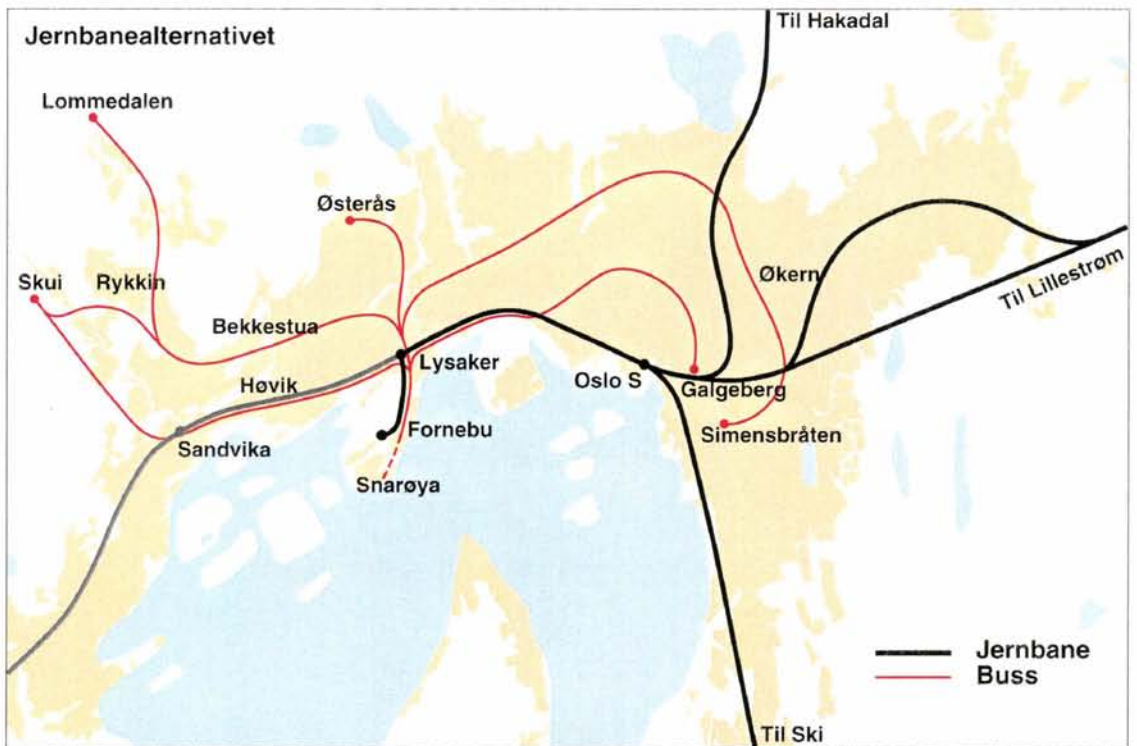 Til Hakadal
Jernbanealternativet
Lommedalen
Østerås
Skui
Rykkin
Økern
Til Lillestrøm
Bekkestua
Lysaker
Høvik
Oslo S
Galgeberg
Fornebu
Simensbråten
Sandvika
Snarøya
Jernbane
Buss
Til Ski